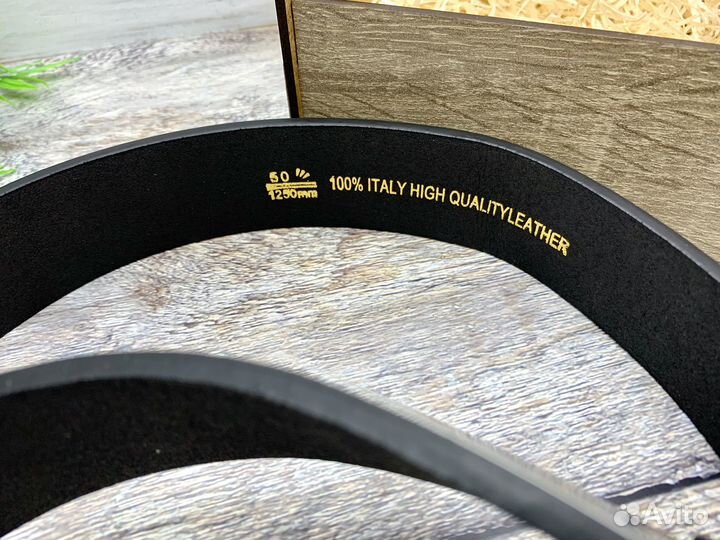 50 ""
1250mm
100% ITALY HIGH QUALITYLEATHER
Avito